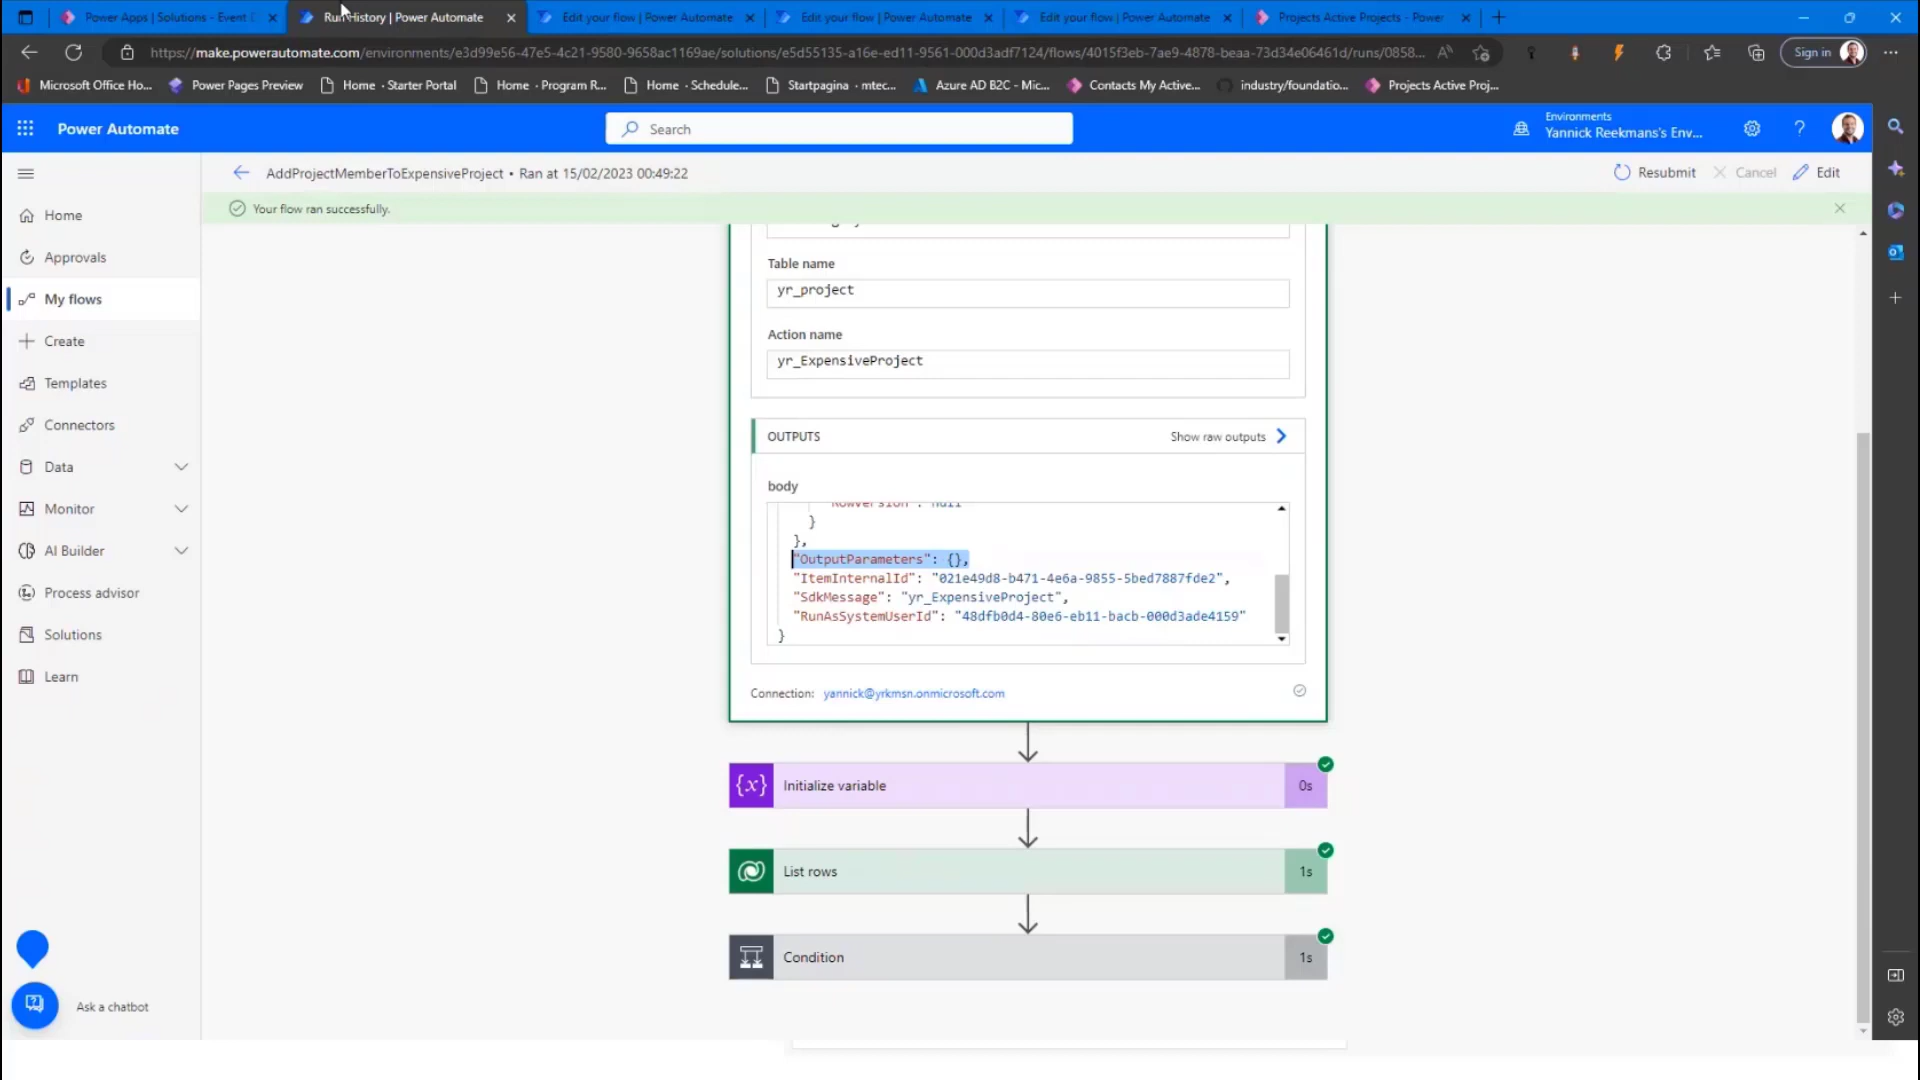 Power Apps | Solutions - Event D
Run History | Power Automate
Edit your flow | Power Automate
Edit your flow | Power Automate
Edit your flow | Power Automate
Projects Active Projects - Power
https://make.powerautomate.com/environments/e3d99e56-47e5-4c21-9580-9658ac1169ae/solutions/e5d55135-a16e-ed11-9561-000d3adf7124/flows/4015f3eb-7ae9-4878-beaa-73d34e06461d/runs/0858...
Sign in
Microsoft Office Ho...
Power Pages Preview
Home · Starter Portal
Home · Program R...
Home · Schedule...
Startpagina · mtec...
Azure AD B2C - Mic...
Contacts My Active...
industry/foundatio...
Projects Active Proj...
Power Automate
Search
Environments
Yannick Reekmans's Env...
AddProjectMemberToExpensiveProject • Ran at 15/02/2023 00:49:22
Resubmit
Cancel
Edit
Your flow ran successfully.
Home
Approvals
My flows
Create
Templates
Connectors
Data
Monitor
AI Builder
Process advisor
Solutions
Learn
Ask a chatbot
Table name
yr_project
Action name
yr_ExpensiveProject
OUTPUTS
Show raw outputs
body
"RowVersion": null
}
},
"OutputParameters": {},
"ItemInternalId": "021e49d8-b471-4e6a-9855-5bed7887fde2",
"SdkMessage": "yr_ExpensiveProject",
"RunAsSystemUserId": "48dfb0d4-80e6-eb11-bacb-000d3ade4159"
}
Connection: yannick@yrkmsn.onmicrosoft.com
{x} Initialize variable
0s
List rows
1s
Condition
1s